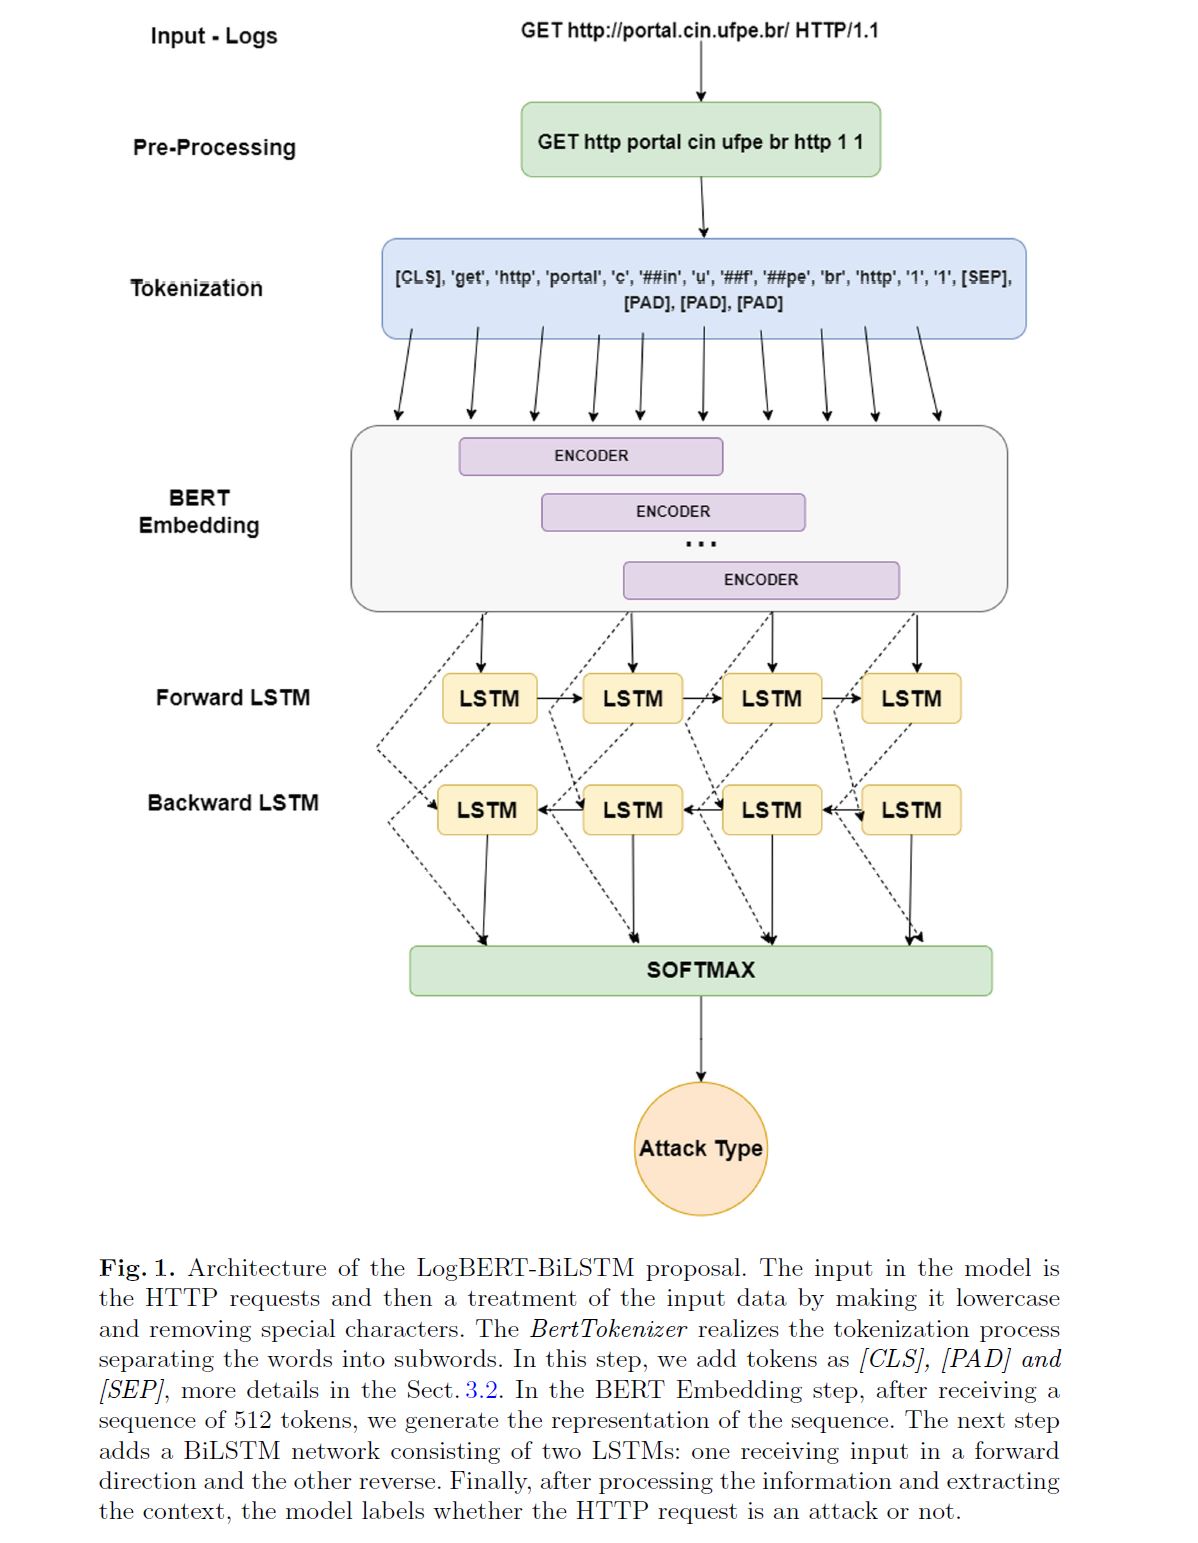 Input - Logs
GET http://portal.cin.ufpe.br/ HTTP/1.1
Pre-Processing
GET http portal cin ufpe br http 1 1
Tokenization
[CLS], 'get', 'http', 'portal', 'c', '##in', 'u', '##f', '##pe', 'br', 'http', '1', '1', [SEP],
[PAD], [PAD], [PAD]
BERT
Embedding
ENCODER
ENCODER
...
ENCODER
Forward LSTM
LSTM
LSTM
LSTM
LSTM
Backward LSTM
LSTM
LSTM
LSTM
LSTM
SOFTMAX
Attack Type
Fig. 1. Architecture of the LogBERT-BiLSTM proposal. The input in the model is
the HTTP requests and then a treatment of the input data by making it lowercase
and removing special characters. The BertTokenizer realizes the tokenization process
separating the words into subwords. In this step, we add tokens as [CLS], [PAD] and
[SEP], more details in the Sect. 3.2. In the BERT Embedding step, after receiving a
sequence of 512 tokens, we generate the representation of the sequence. The next step
adds a BiLSTM network consisting of two LSTMs: one receiving input in a forward
direction and the other reverse. Finally, after processing the information and extracting
the context, the model labels whether the HTTP request is an attack or not.